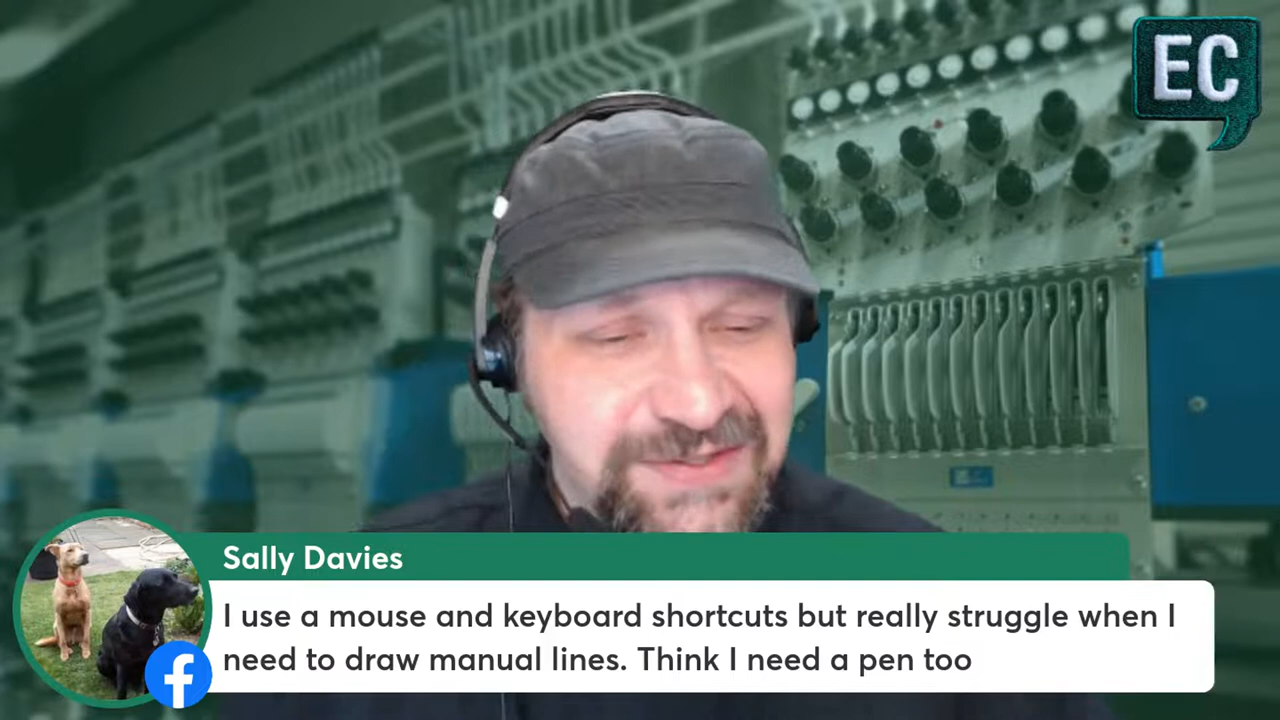 EC
Sally Davies
I use a mouse and keyboard shortcuts but really struggle when I
need to draw manual lines. Think I need a pen too